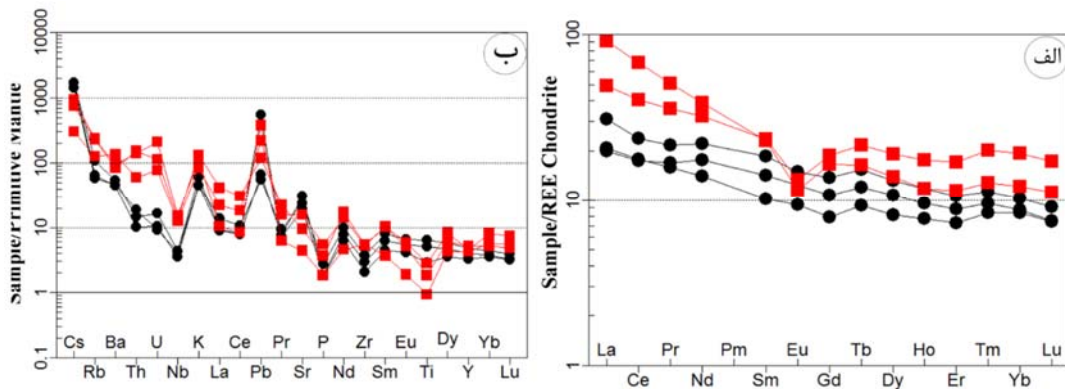 ب
Sample/Primitive Mantle
10000
1000
100
10
1
0.1
Cs Ba U K Ce Pr P Zr Eu Dy Yb
Rb Th Nb La Pb Sr Nd Sm Ti Y Lu
الف
Sample/REE Chondrite
100
10
1
La Pr Pm Eu Tb Ho Tm Lu
Ce Nd Sm Gd Dy Er Yb